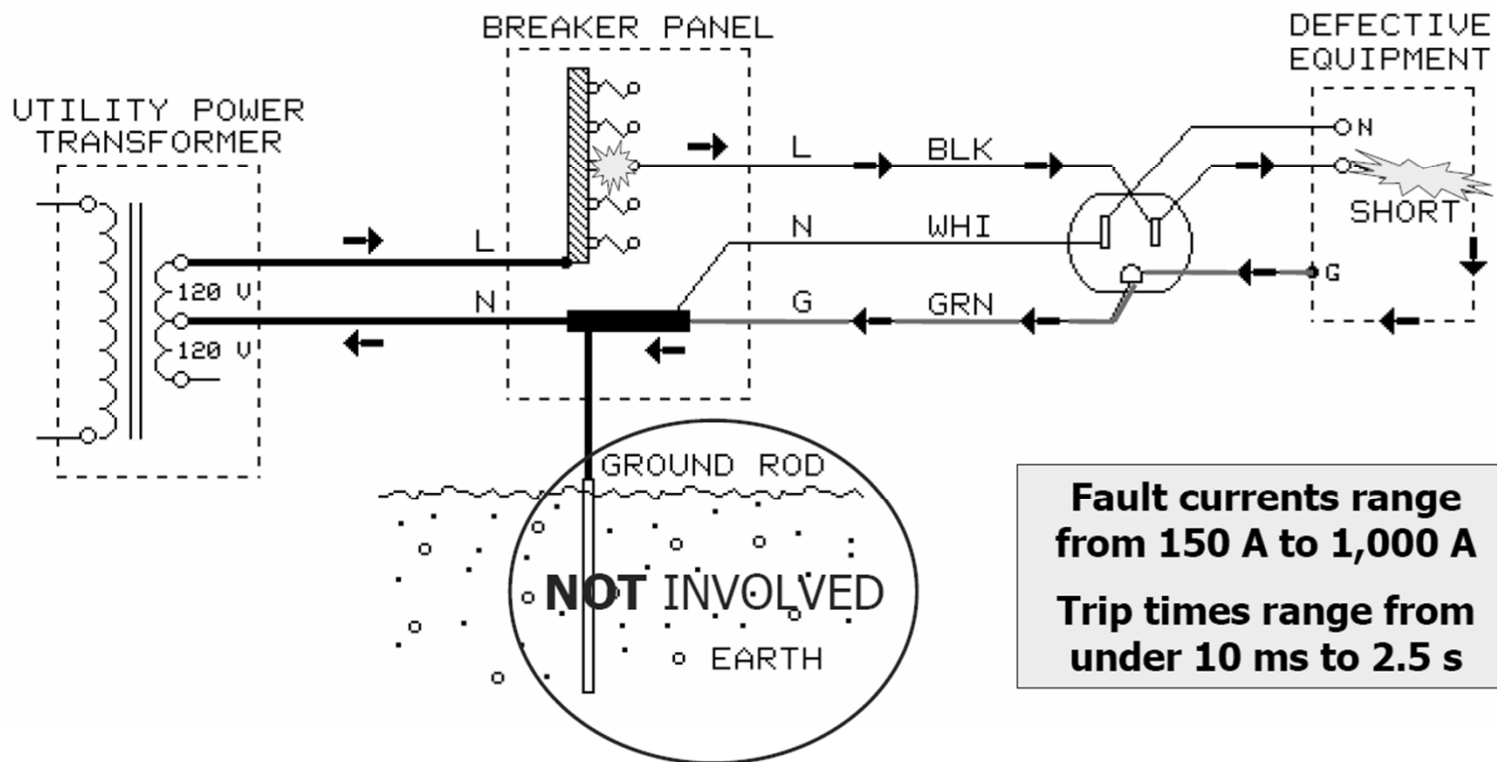 BREAKER PANEL
DEFECTIVE
EQUIPMENT
UTILITY POWER
TRANSFORMER
N
L
BLK
SHORT
L
N
WHI
120 V
G
N
G
GRN
120 V
GROUND ROD
NOT INVOLVED
EARTH
Fault currents range
from 150 A to 1,000 A
Trip times range from
under 10 ms to 2.5 s